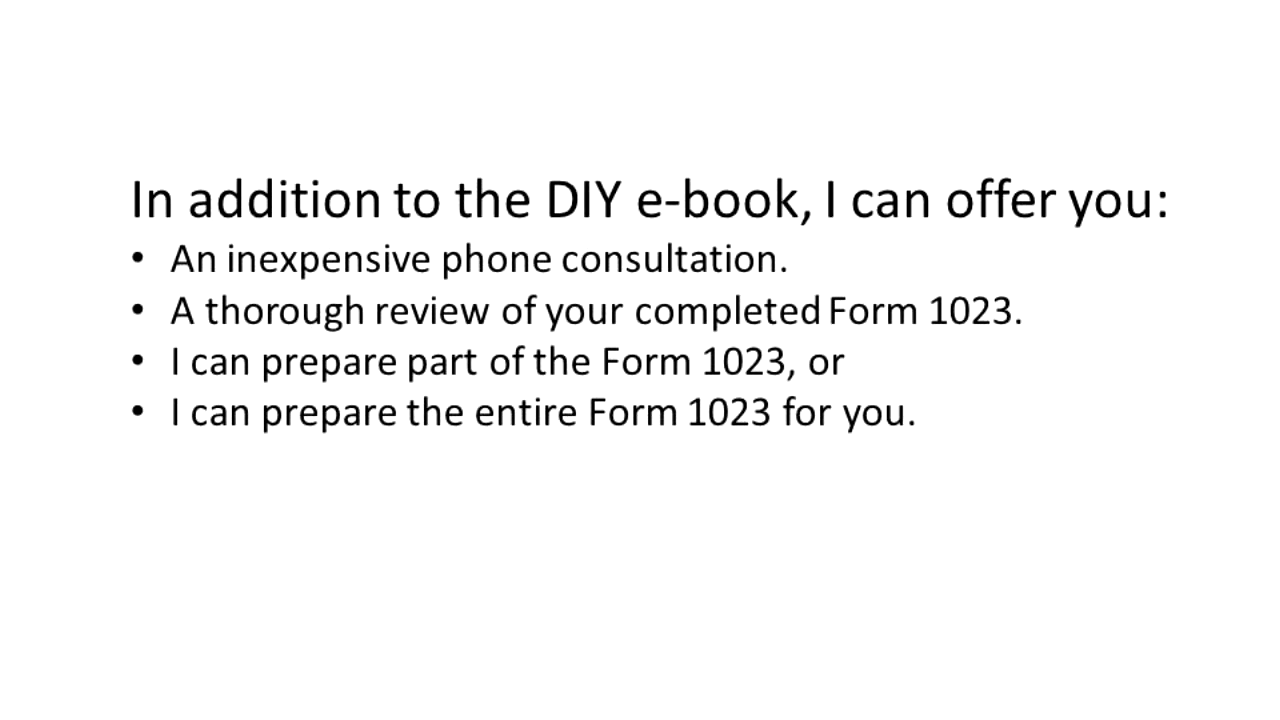 In addition to the DIY e-book, I can offer you:
• An inexpensive phone consultation.
• A thorough review of your completed Form 1023.
• I can prepare part of the Form 1023, or
• I can prepare the entire Form 1023 for you.